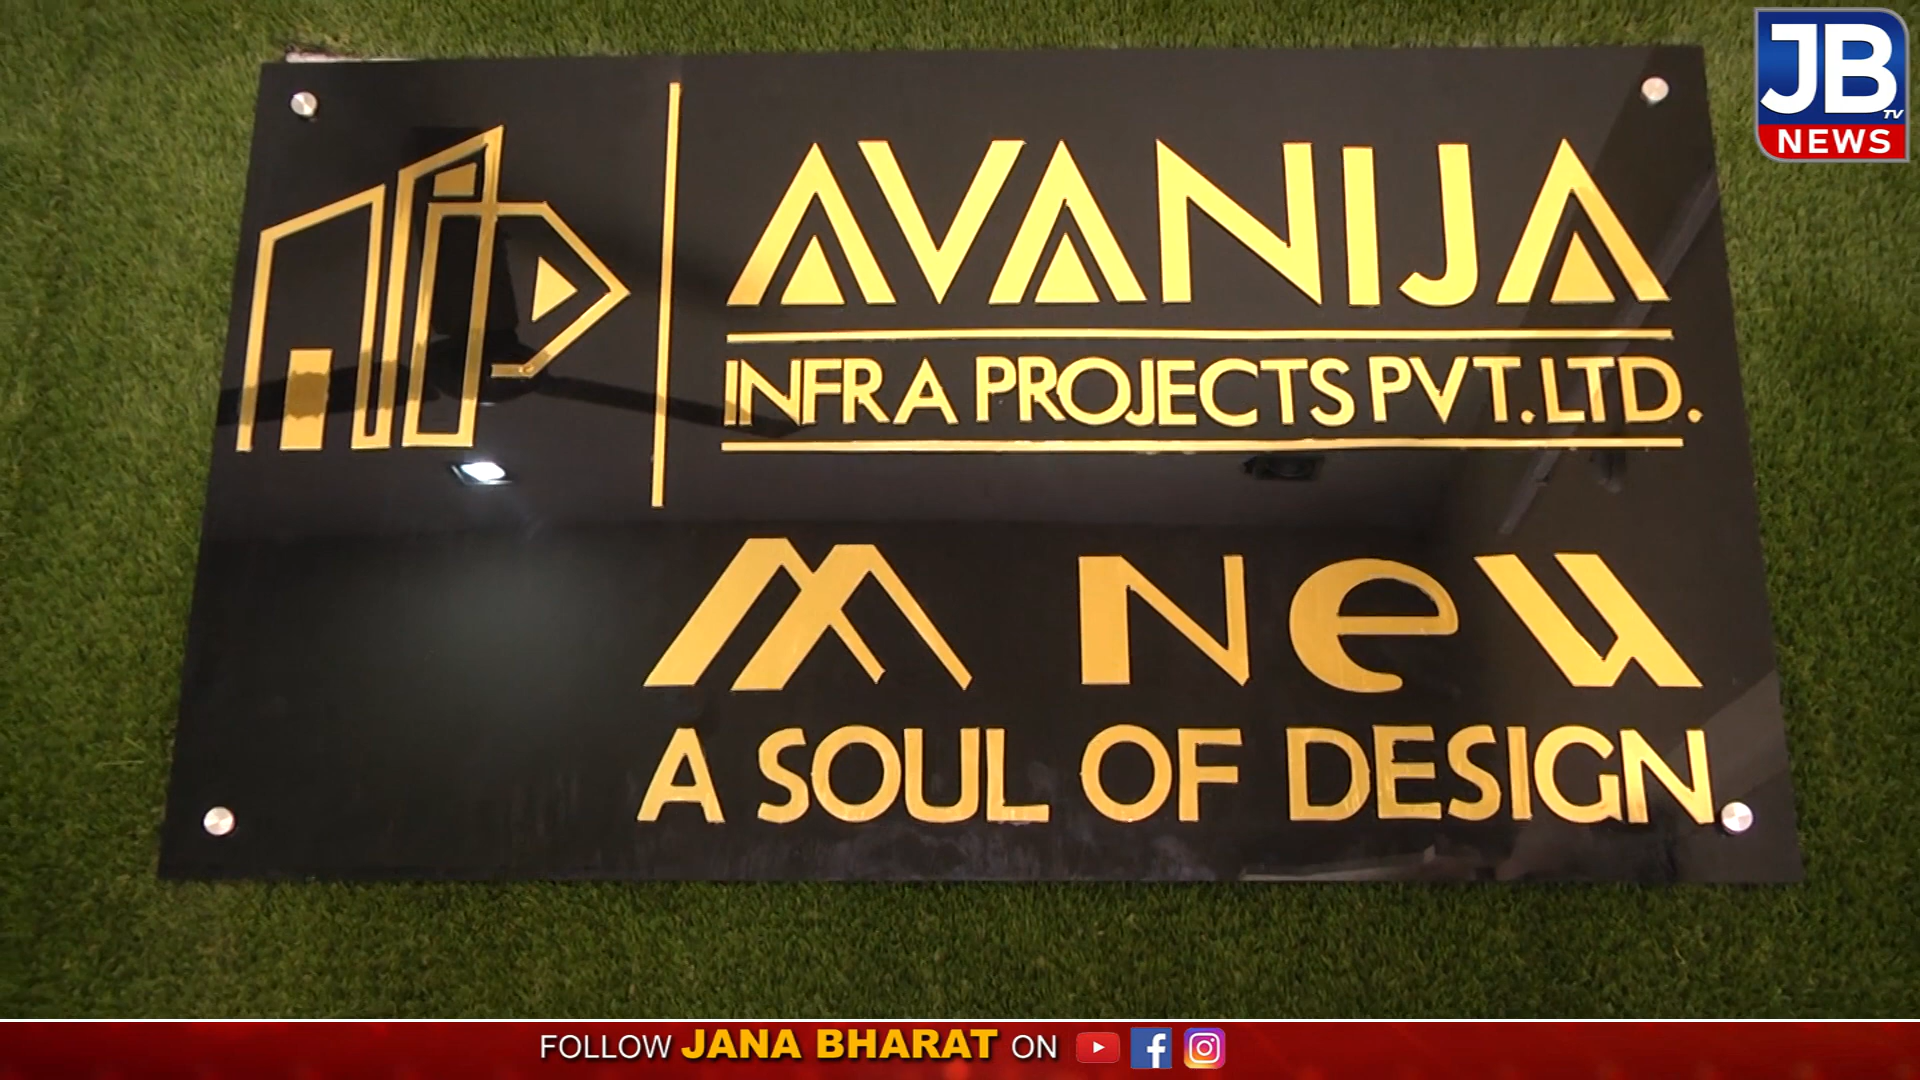 JB TV
NEWS
AVANIJA
INFRA PROJECTS PVT.LTD.
M New
A SOUL OF DESIGN
FOLLOW JANA BHARAT ON